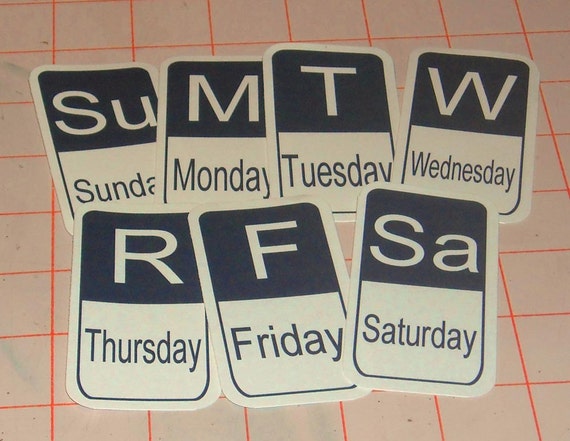 Su
Sunda
M
Monday
T
Tuesday
W
Wednesday
R
Thursday
F
Friday
Sa
Saturday